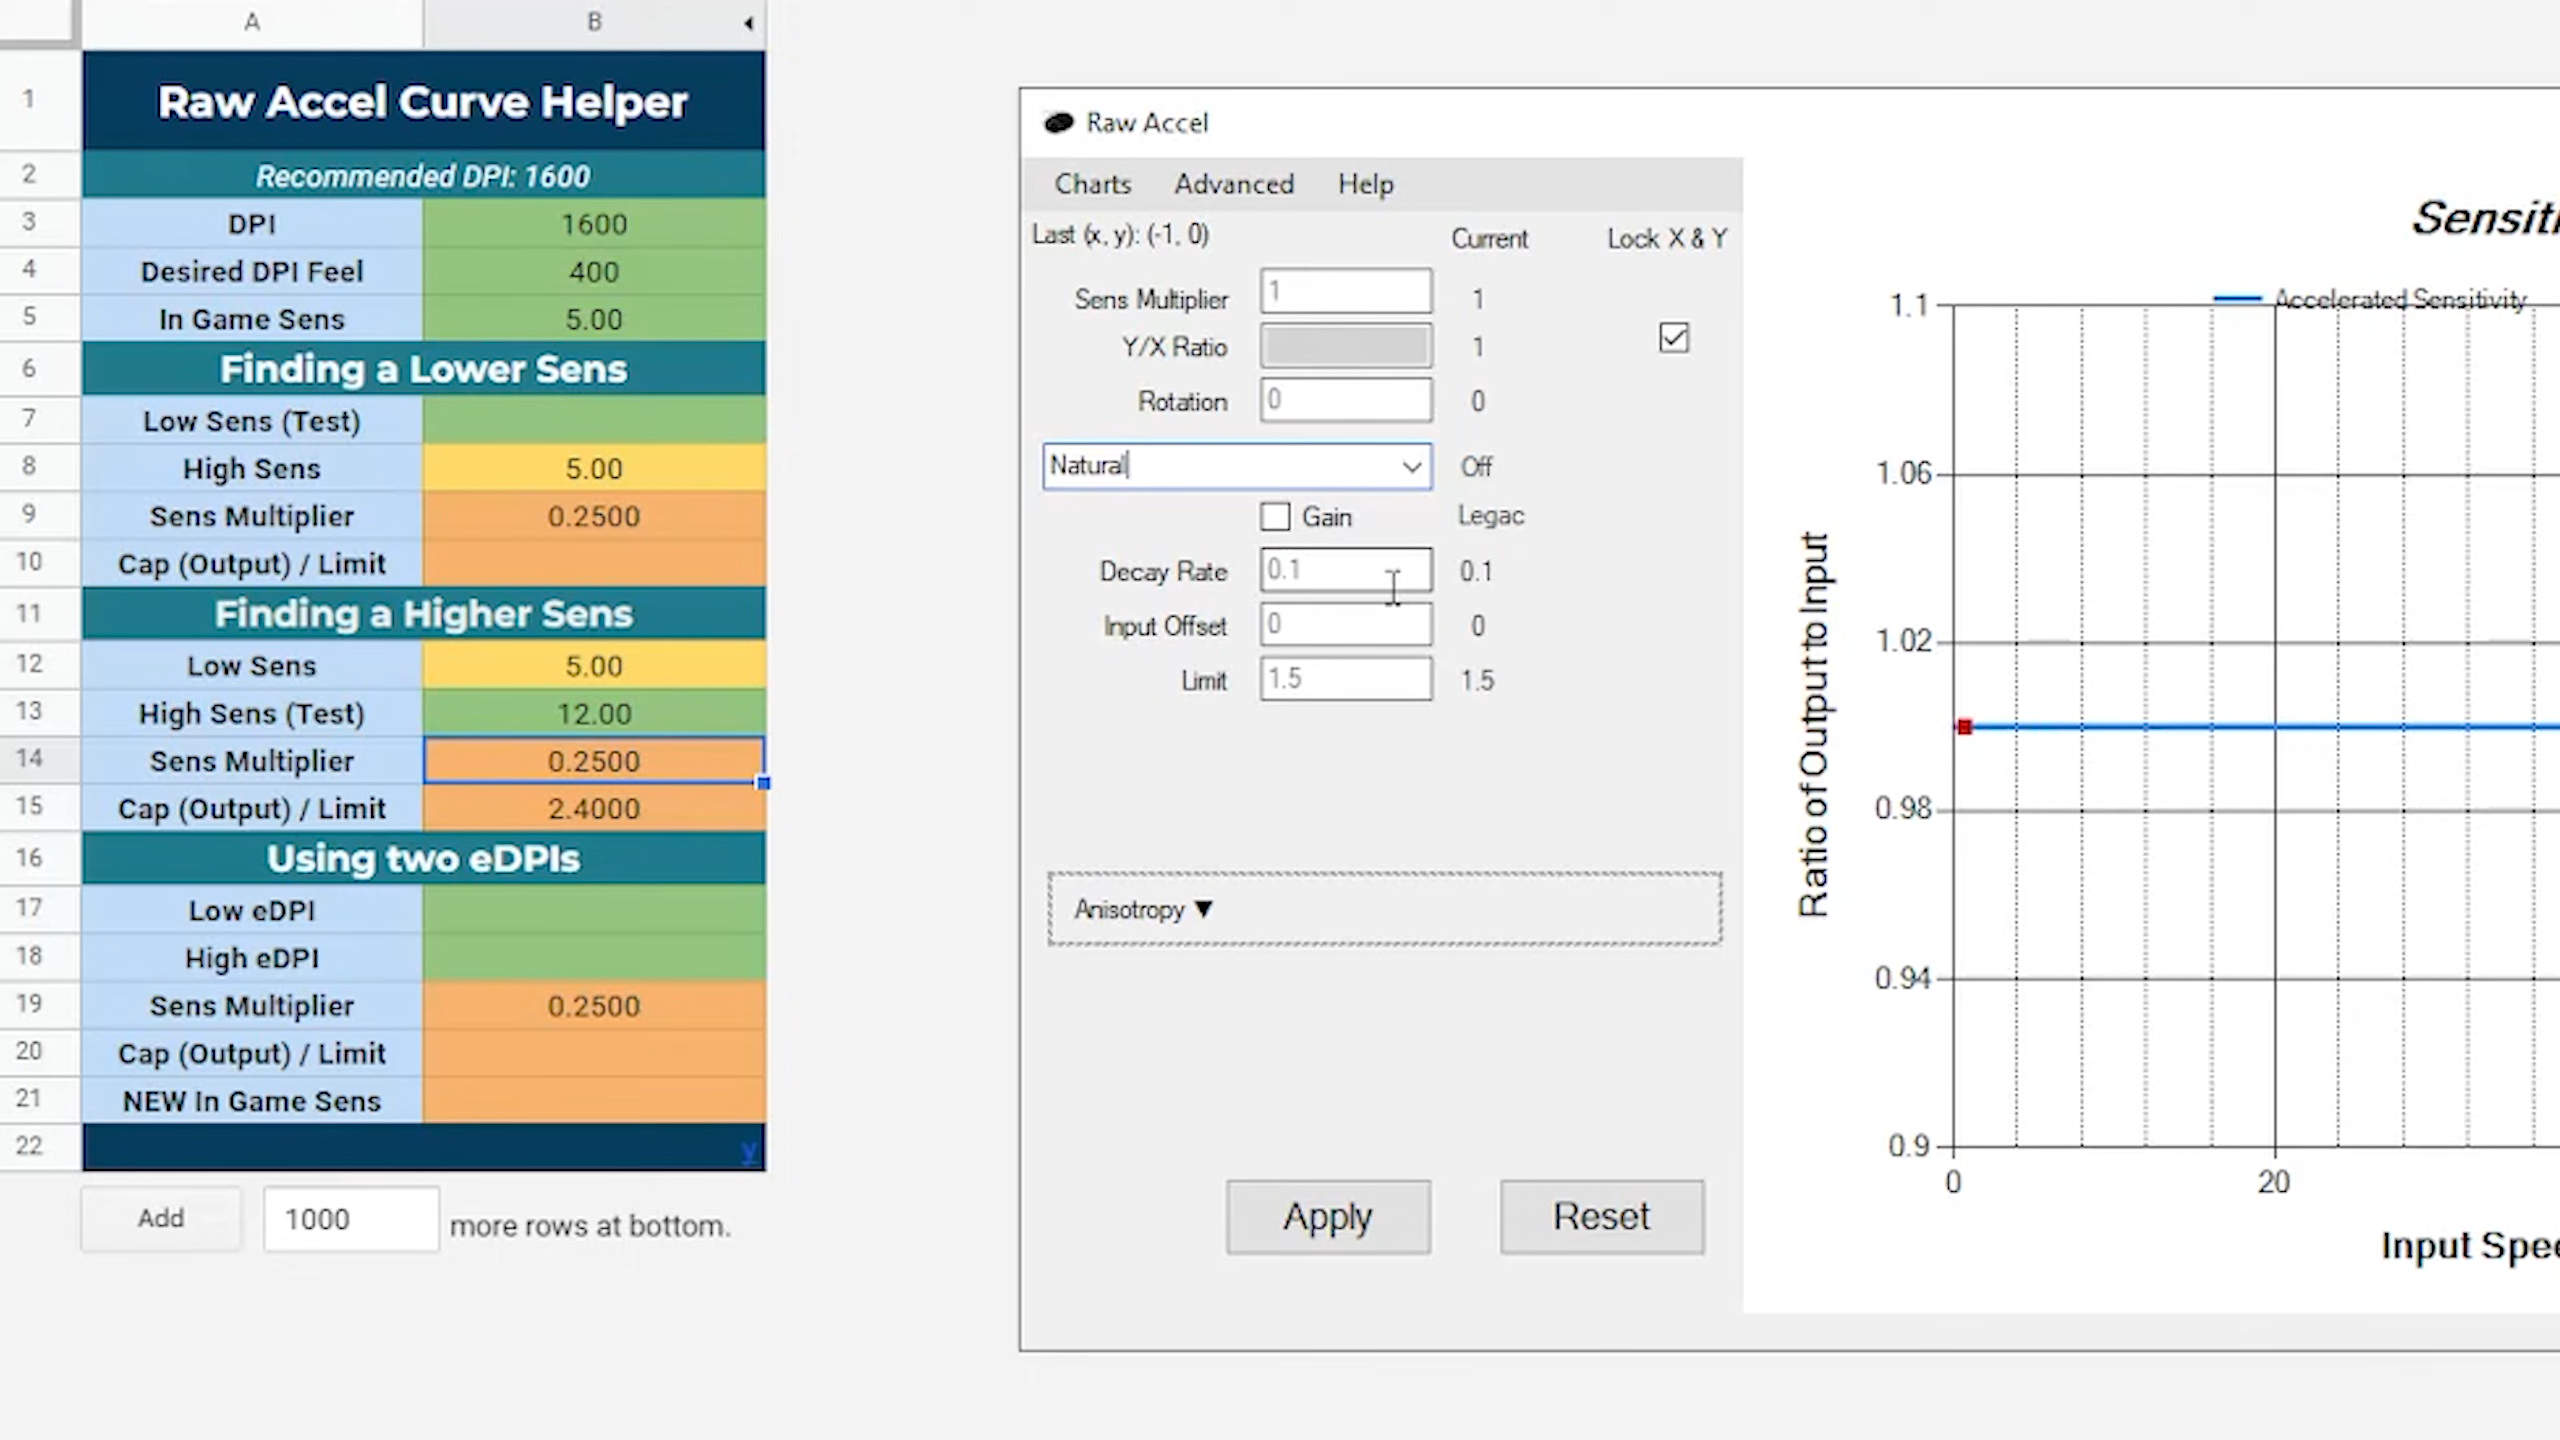 A
B
1
Raw Accel Curve Helper
2
Recommended DPI: 1600
3
DPI
1600
4
Desired DPI Feel
400
5
In Game Sens
5.00
6
Finding a Lower Sens
7
Low Sens (Test)
8
High Sens
5.00
9
Sens Multiplier
0.2500
10
Cap (Output) / Limit
11
Finding a Higher Sens
12
Low Sens
5.00
13
High Sens (Test)
12.00
14
Sens Multiplier
0.2500
15
Cap (Output) / Limit
2.4000
16
Using two eDPIs
17
Low eDPI
18
High eDPI
19
Sens Multiplier
0.2500
20
Cap (Output) / Limit
21
NEW In Game Sens
22
y
Add
1000
more rows at bottom.
Raw Accel
Charts
Advanced
Help
Last (x, y): (-1, 0)
Current
Lock X & Y
Sens Multiplier
1
1
Y/X Ratio
1
Rotation
0
0
Natural
Off
Gain
Legac
Decay Rate
0.1
0.1
Input Offset
0
0
Limit
1.5
1.5
Anisotropy ▼
Apply
Reset
Sensiti
Accelerated Sensitivity
Ratio of Output to Input
1.1
1.06
1.02
0.98
0.94
0.9
0
20
Input Spee